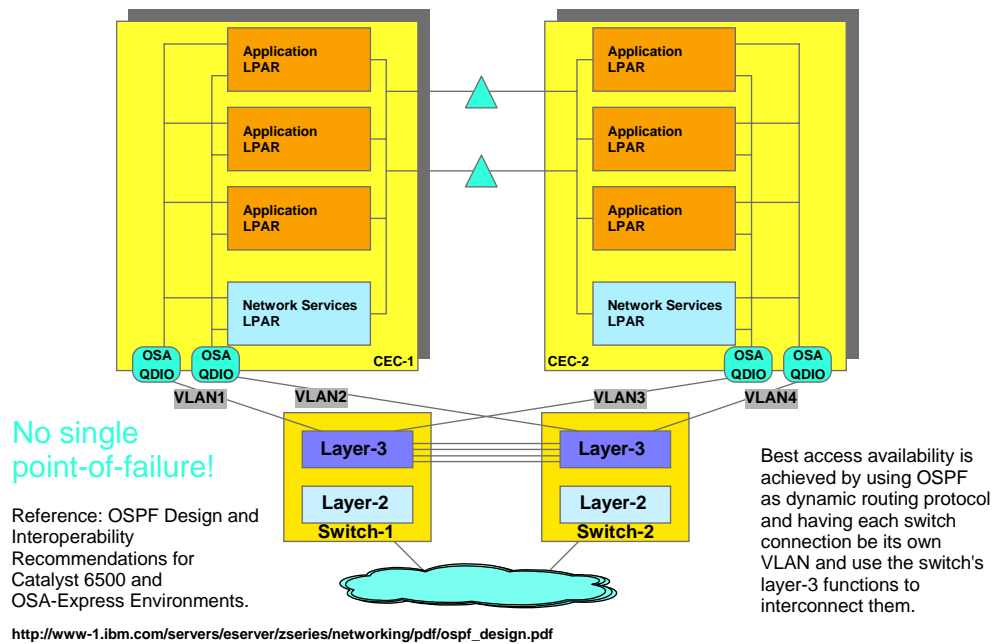 Application
LPAR
Application
LPAR
Application
LPAR
Network Services
LPAR
CEC-1
OSA
QDIO
OSA
QDIO
Application
LPAR
Application
LPAR
Application
LPAR
Network Services
LPAR
CEC-2
OSA
QDIO
OSA
QDIO
VLAN1
VLAN2
VLAN3
VLAN4
Layer-3
Layer-2
Switch-1
Layer-3
Layer-2
Switch-2
No single
point-of-failure!
Reference: OSPF Design and
Interoperability
Recommendations for
Catalyst 6500 and
OSA-Express Environments.
Best access availability is
achieved by using OSPF
as dynamic routing protocol
and having each switch
connection be its own
VLAN and use the switch's
layer-3 functions to
interconnect them.
http://www-1.ibm.com/servers/eserver/zseries/networking/pdf/ospf_design.pdf